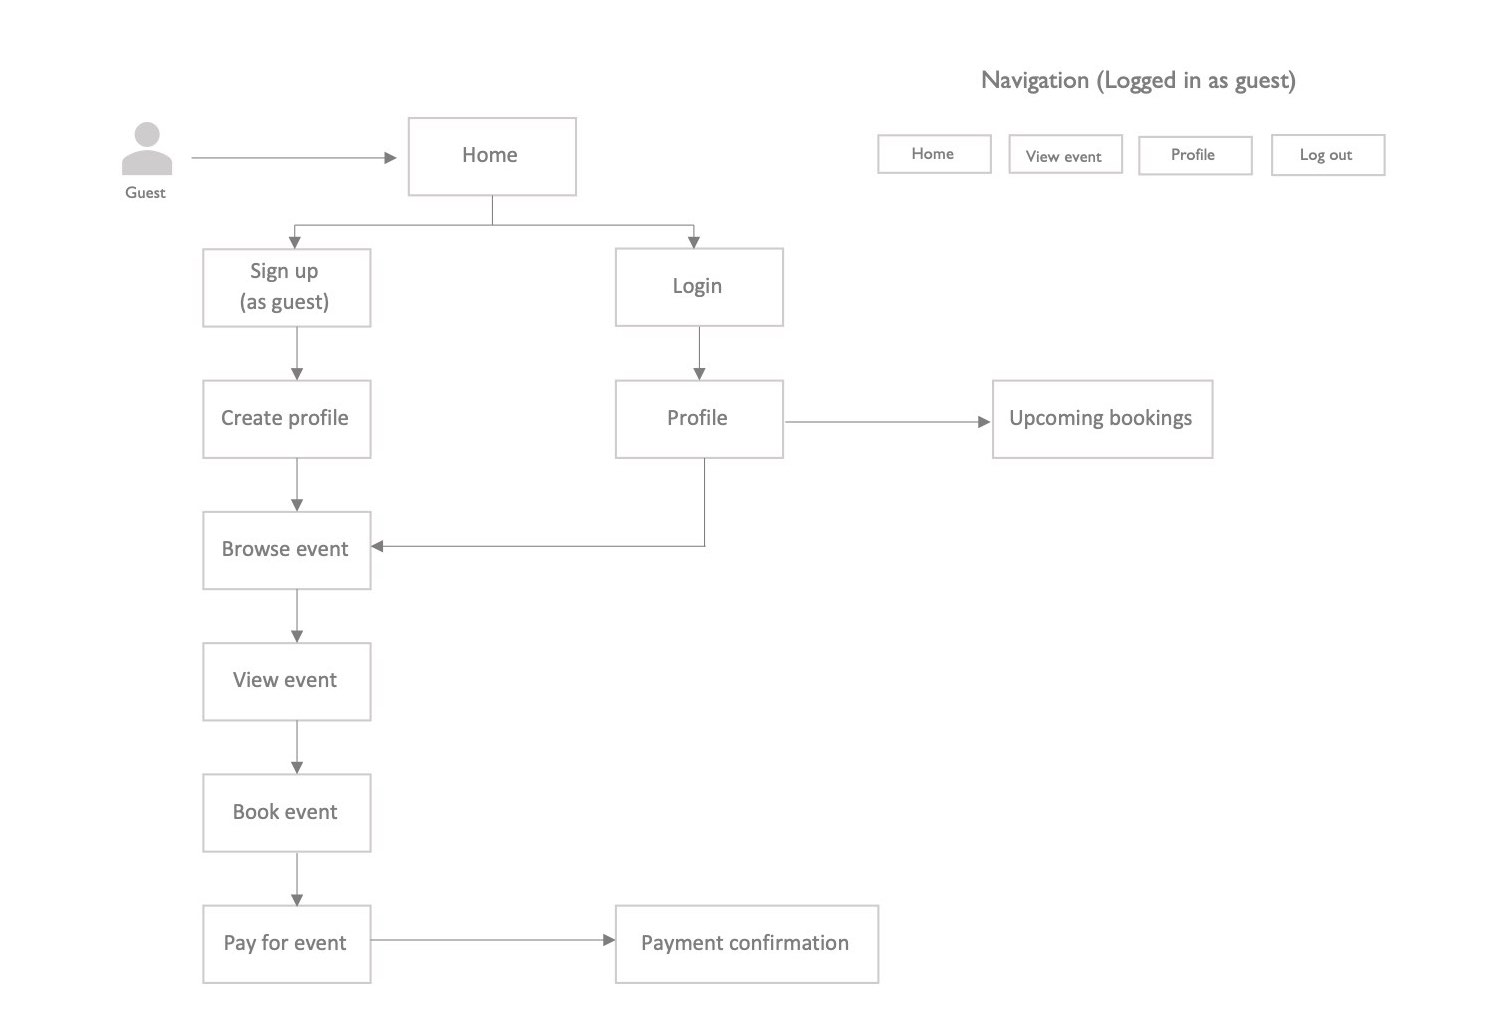 Navigation (Logged in as guest)
Home
View event
Profile
Log out
Guest
Home
Sign up
(as guest)
Login
Create profile
Profile
Upcoming bookings
Browse event
View event
Book event
Pay for event
Payment confirmation